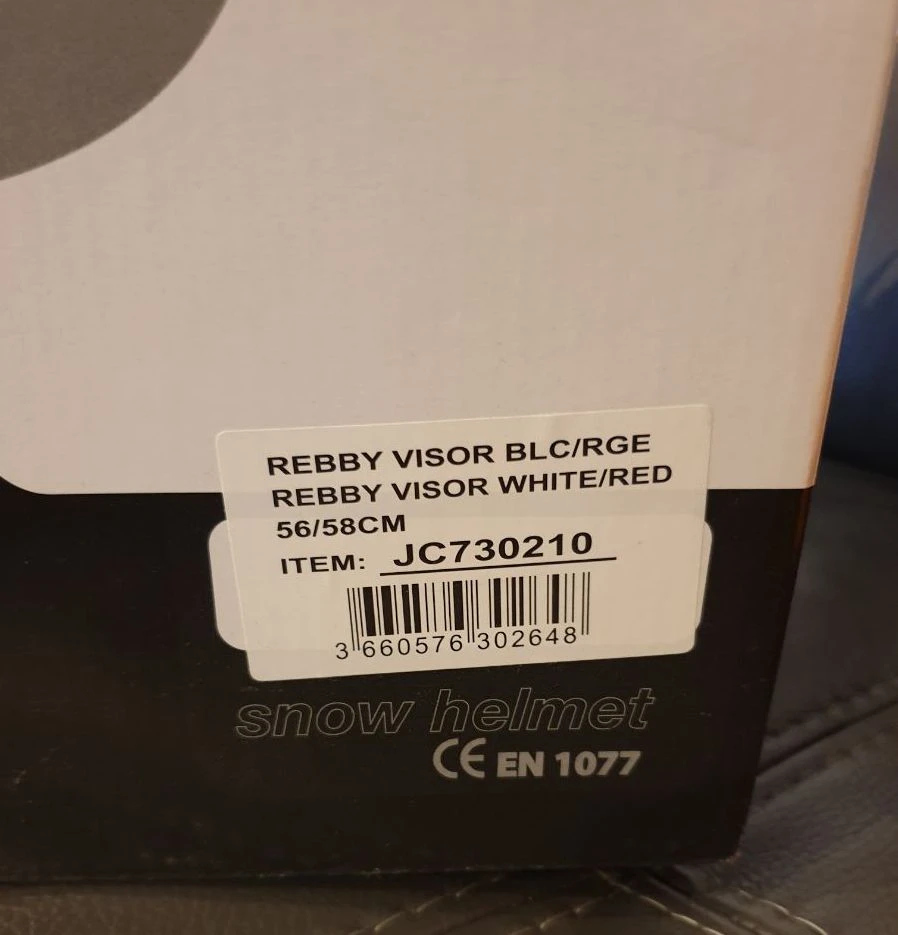 REBBY VISOR BLC/RGE
REBBY VISOR WHITE/RED
56/58CM
ITEM: JC730210
3 660576 302648
snow helmet
CE EN 1077